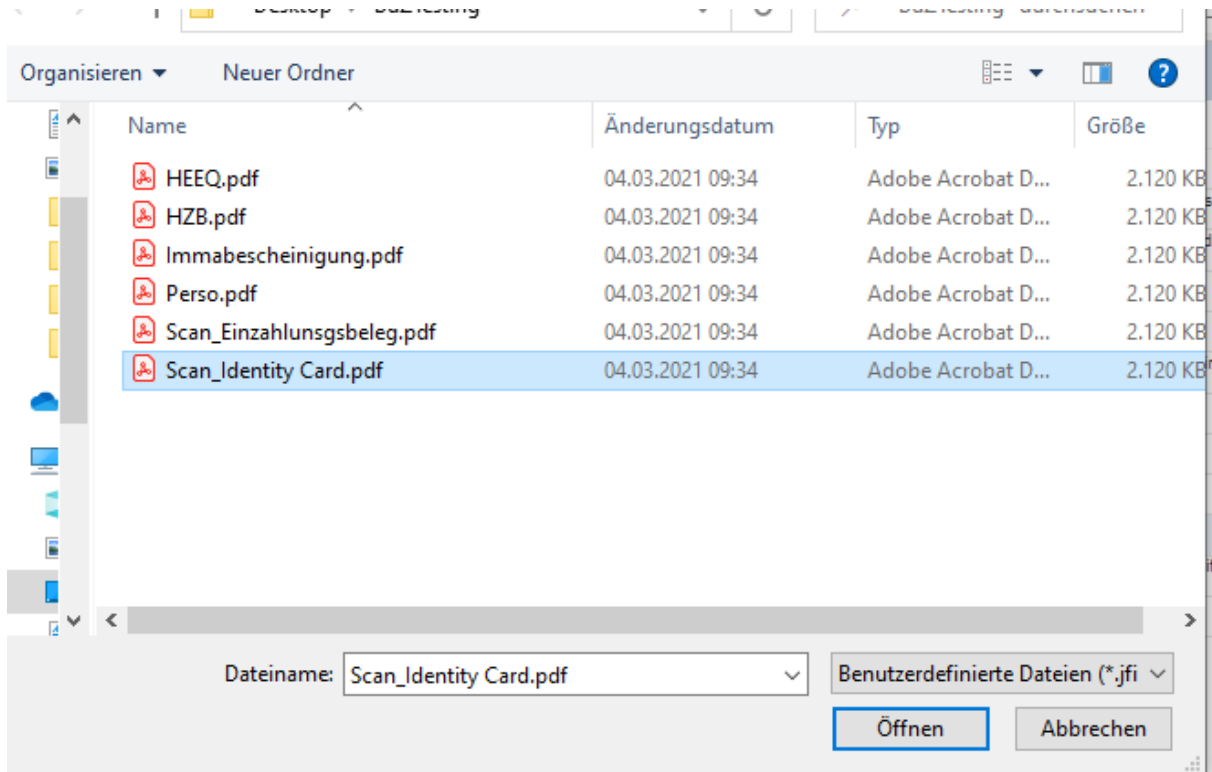 Organisieren Neuer Ordner
Name Änderungsdatum Typ Größe
HEEQ.pdf 04.03.2021 09:34 Adobe Acrobat D... 2.120 KB
HZB.pdf 04.03.2021 09:34 Adobe Acrobat D... 2.120 KB
Immabescheinigung.pdf 04.03.2021 09:34 Adobe Acrobat D... 2.120 KB
Perso.pdf 04.03.2021 09:34 Adobe Acrobat D... 2.120 KB
Scan_Einzahlunsgsbeleg.pdf 04.03.2021 09:34 Adobe Acrobat D... 2.120 KB
Scan_Identity Card.pdf 04.03.2021 09:34 Adobe Acrobat D... 2.120 KB
Dateiname: Scan_Identity Card.pdf Benutzerdefinierte Dateien (*.jfi
Öffnen Abbrechen